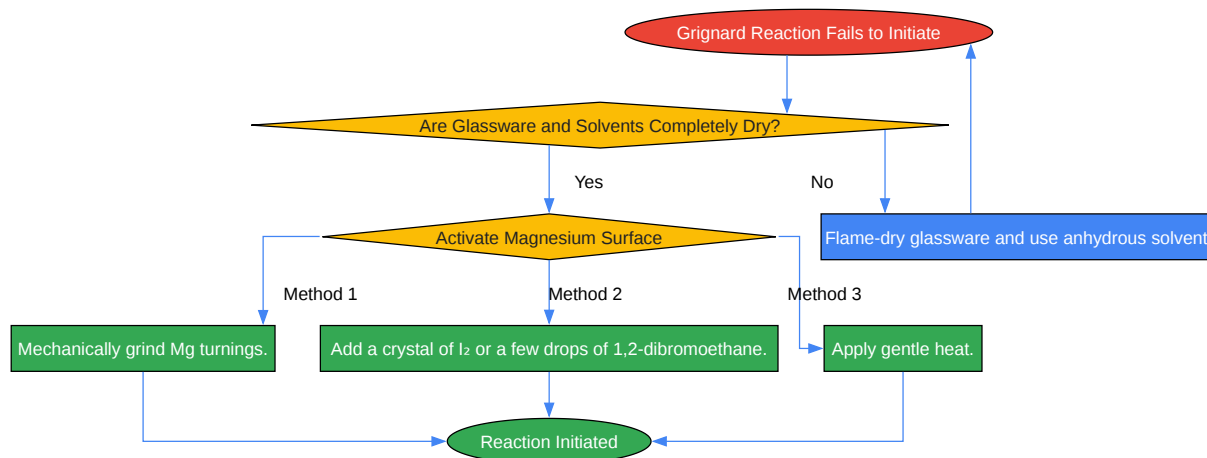 Grignard Reaction Fails to Initiate
Are Glassware and Solvents Completely Dry?
Yes
No
Activate Magnesium Surface
Flame-dry glassware and use anhydrous solvent
Method 1
Method 2
Method 3
Mechanically grind Mg turnings.
Add a crystal of I₂ or a few drops of 1,2-dibromoethane.
Apply gentle heat.
Reaction Initiated